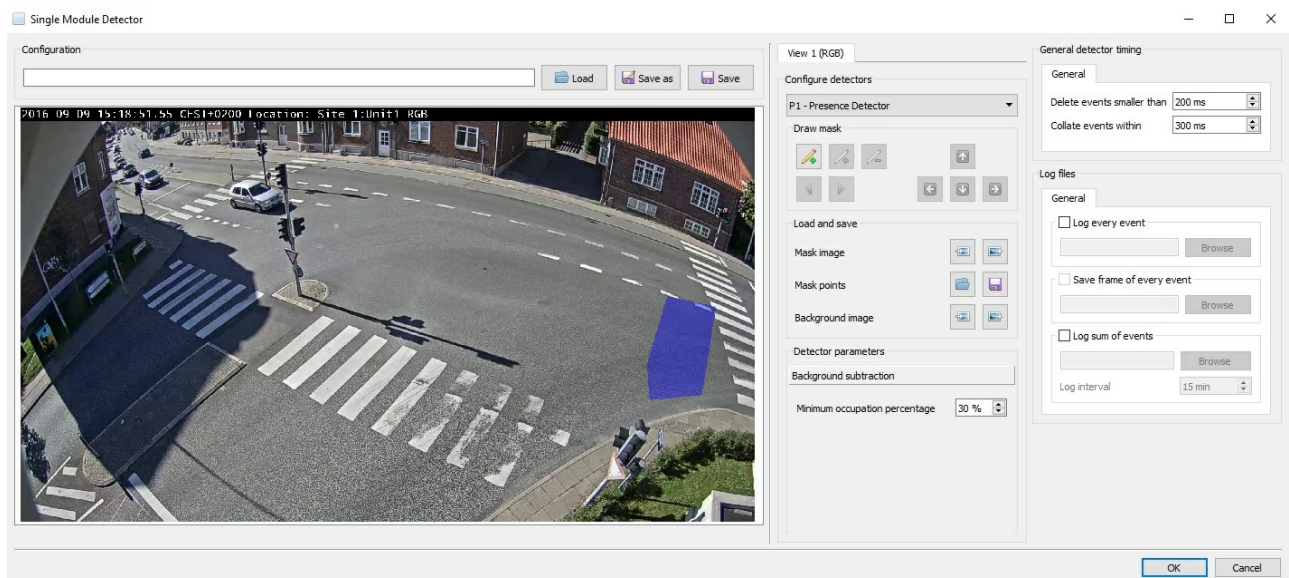 Single Module Detector
Configuration
Load
Save as
Save
2016 09 09 15:18:51.55 CEST+0200 Location: Site 1:Unit1 RGB
View 1 (RGB)
Configure detectors
P1 - Presence Detector
Draw mask
Load and save
Mask image
Mask points
Background image
Detector parameters
Background subtraction
Minimum occupation percentage 30 %
General detector timing
General
Delete events smaller than 200 ms
Collate events within 300 ms
Log files
General
Log every event
Browse
Save frame of every event
Browse
Log sum of events
Browse
Log interval 15 min
OK
Cancel